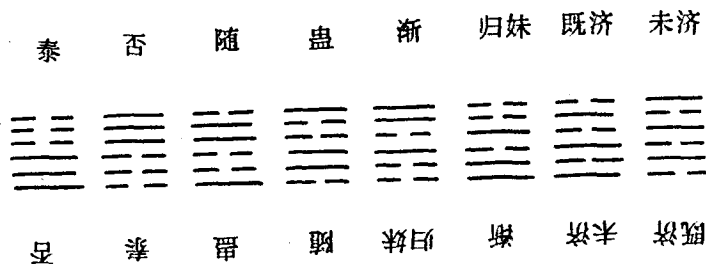 泰 否 随 蛊 渐 归妹 既济 未济
否 泰 蛊 随 归妹 渐 未济 既济